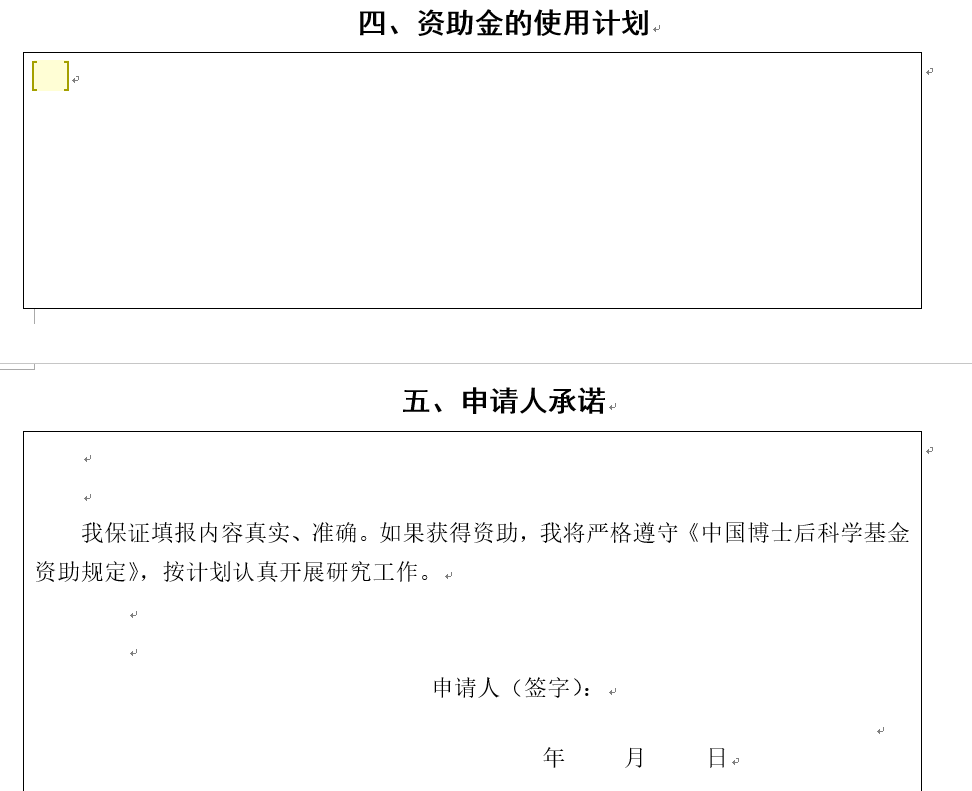 四、资助金的使用计划
[ ]
五、申请人承诺
我保证填报内容真实、准确。如果获得资助，我将严格遵守《中国博士后科学基金
资助规定》，按计划认真开展研究工作。
申请人（签字）：
年 月 日